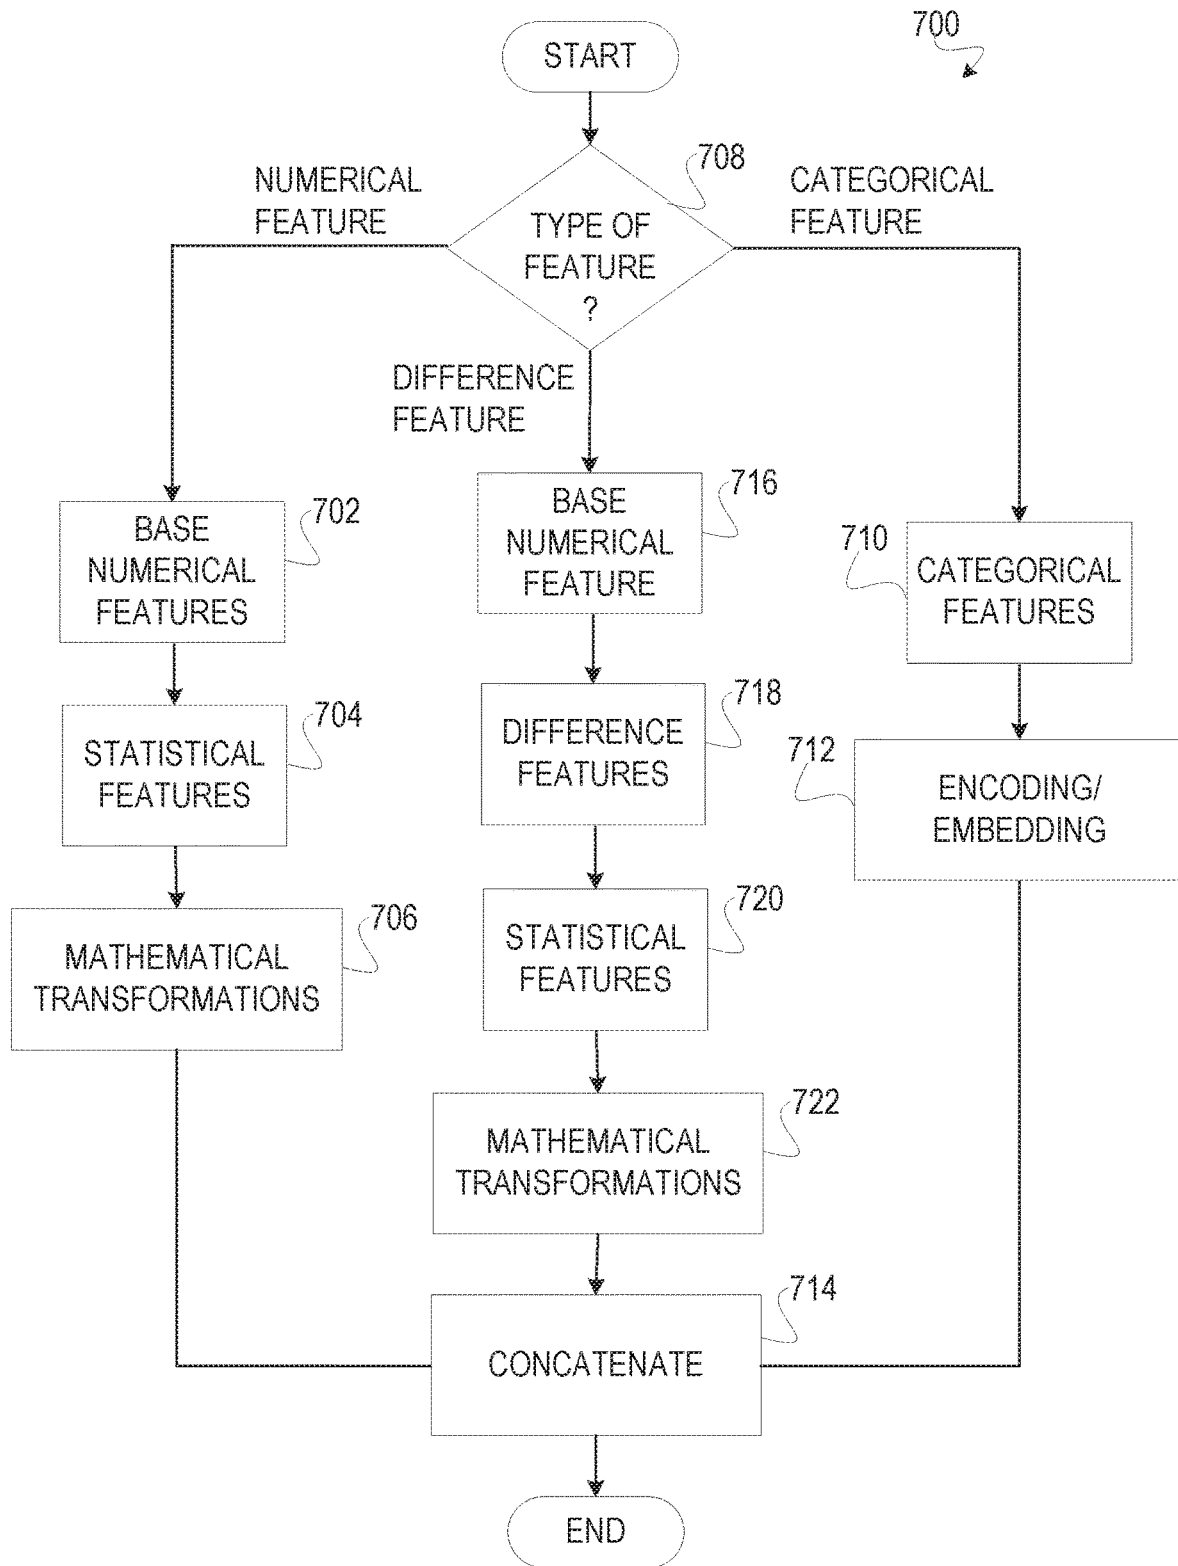 700
START
708
NUMERICAL
FEATURE
CATEGORICAL
FEATURE
TYPE OF
FEATURE
?
DIFFERENCE
FEATURE
702
BASE
NUMERICAL
FEATURES
716
BASE
NUMERICAL
FEATURE
710
CATEGORICAL
FEATURES
704
STATISTICAL
FEATURES
718
DIFFERENCE
FEATURES
712
ENCODING/
EMBEDDING
706
MATHEMATICAL
TRANSFORMATIONS
720
STATISTICAL
FEATURES
722
MATHEMATICAL
TRANSFORMATIONS
714
CONCATENATE
END